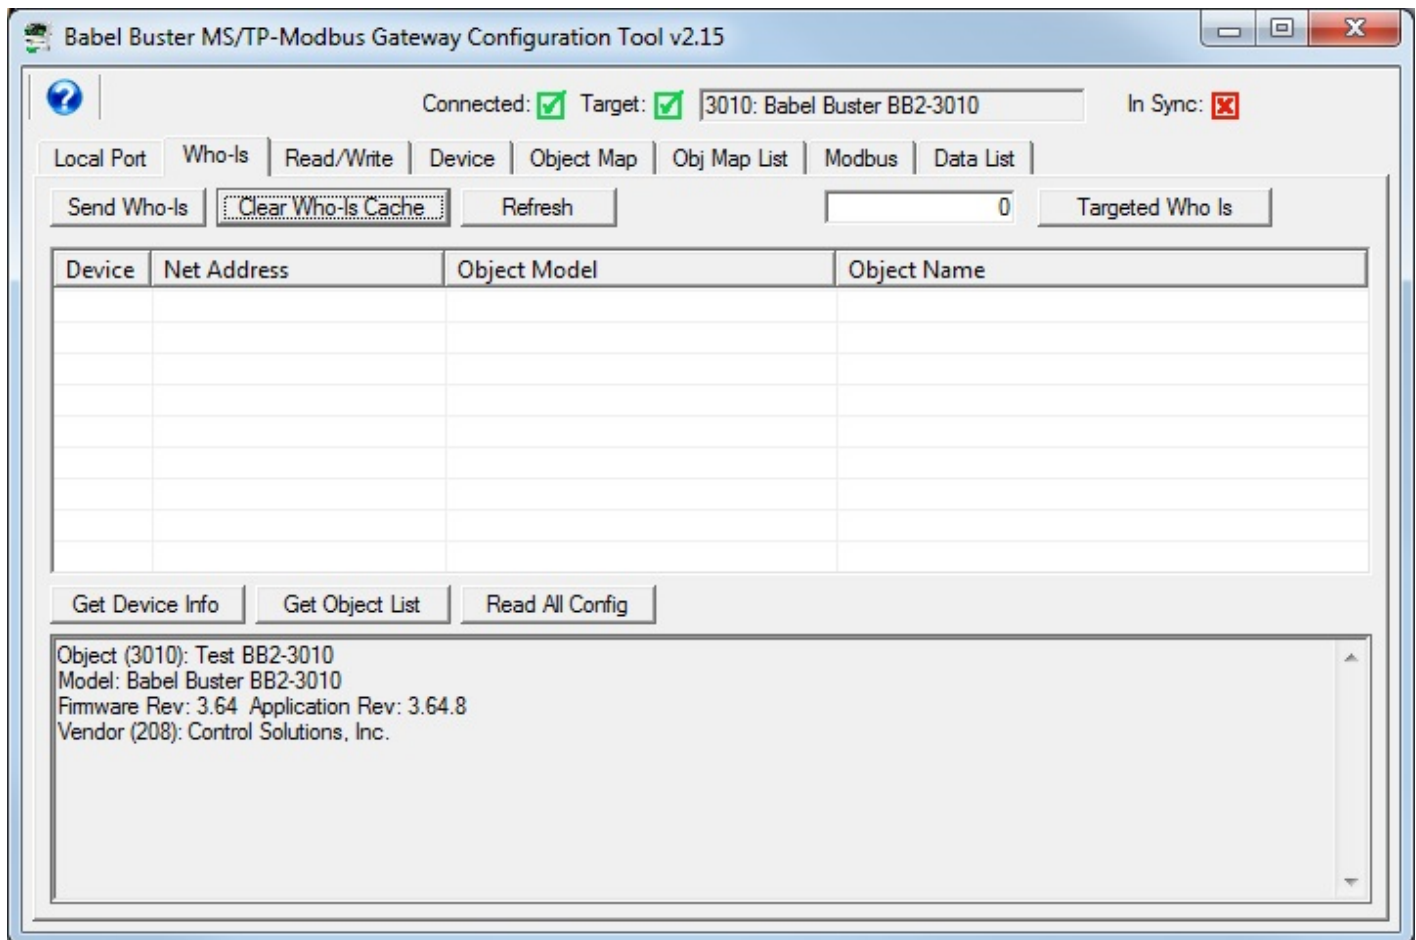 Babel Buster MS/TP-Modbus Gateway Configuration Tool v2.15
Connected: Target: 3010: Babel Buster BB2-3010 In Sync:
Local Port Who-Is Read/Write Device Object Map Obj Map List Modbus Data List
Send Who-Is Clear Who-Is Cache Refresh 0 Targeted Who Is
Device Net Address Object Model Object Name
Get Device Info Get Object List Read All Config
Object (3010): Test BB2-3010
Model: Babel Buster BB2-3010
Firmware Rev: 3.64 Application Rev: 3.64.8
Vendor (208): Control Solutions, Inc.